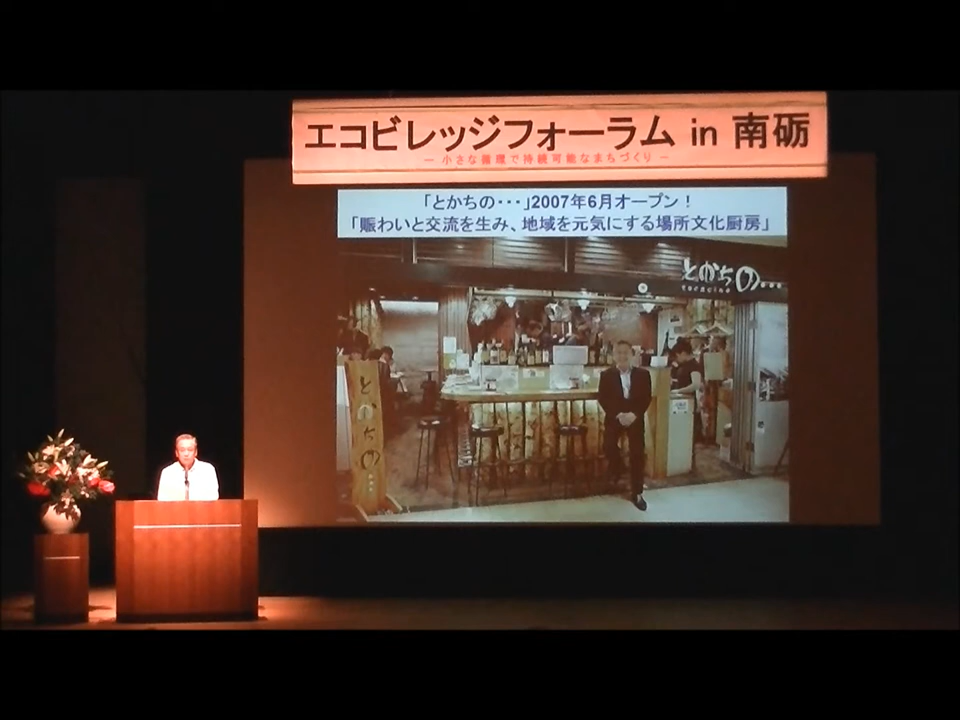 エコビレッジフォーラム in 南砺
― 小さな循環で持続可能なまちづくり ―
「とかちの・・・」2007年6月オープン！
「賑わいと交流を生み、地域を元気にする場所文化厨房」
とかちの...
とかちの...